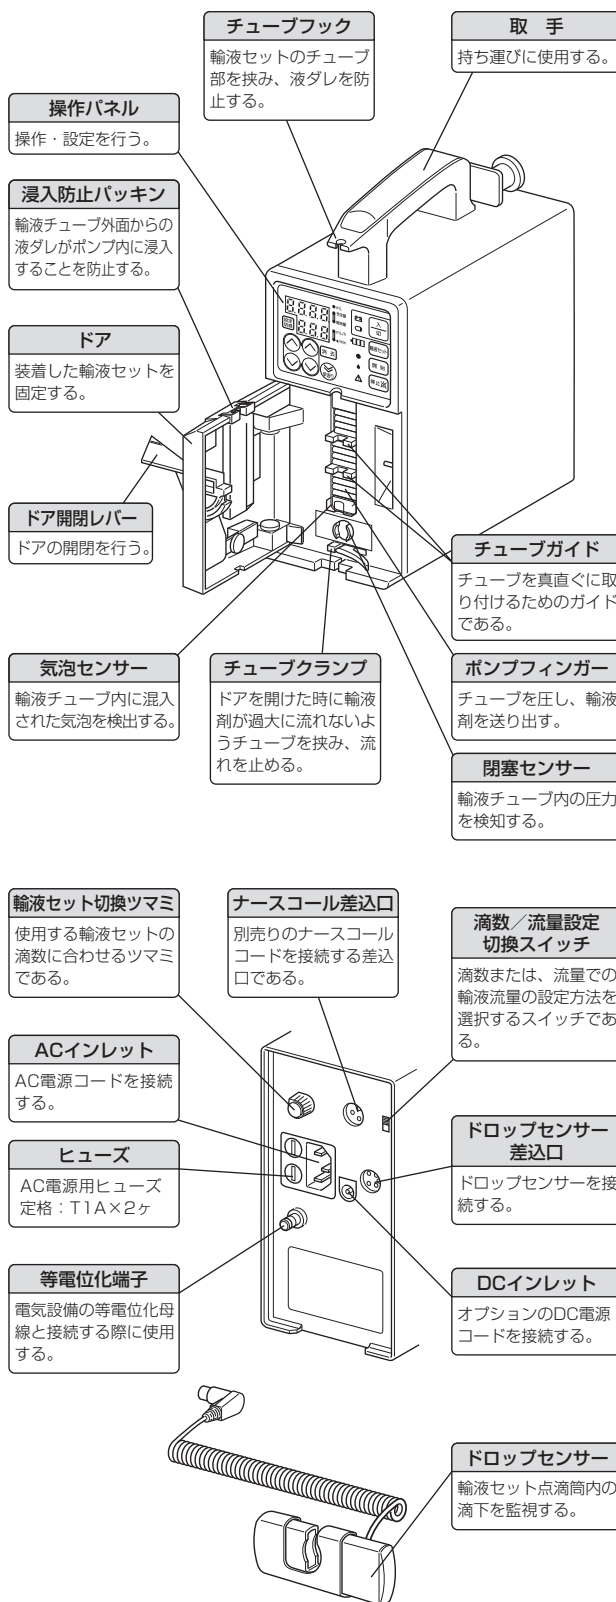 チューブフック
輸液セットのチューブ
部を挟み、液ダレを防
止する。
取 手
持ち運びに使用する。
操作パネル
操作・設定を行う。
浸入防止パッキン
輸液チューブ外面からの
液ダレがポンプ内に浸入
することを防止する。
ドア
装着した輸液セットを
固定する。
ドア開閉レバー
ドアの開閉を行う。
チューブガイド
チューブを真直ぐに取
り付けるためのガイド
である。
気泡センサー
輸液チューブ内に混入
された気泡を検出する。
チューブクランプ
ドアを開けた時に輸液
剤が過大に流れないよ
うチューブを挟み、流
れを止める。
ポンプフィンガー
チューブを圧し、輸液
剤を送り出す。
閉塞センサー
輸液チューブ内の圧力
を検知する。
輸液セット切換ツマミ
使用する輸液セットの
滴数に合わせるツマミ
である。
ナースコール差込口
別売りのナースコール
コードを接続する差込
口である。
滴数/流量設定
切換スイッチ
滴数または、流量での
輸液流量の設定方法を
選択するスイッチであ
る。
ACインレット
AC電源コードを接続
する。
ヒューズ
AC電源用ヒューズ
定格:T1A×2ヶ
ドロップセンサー
差込口
ドロップセンサーを接
続する。
等電位化端子
電気設備の等電位化母
線と接続する際に使用
する。
DCインレット
オプションのDC電源
コードを接続する。
ドロップセンサー
輸液セット点滴筒内の
滴下を監視する。